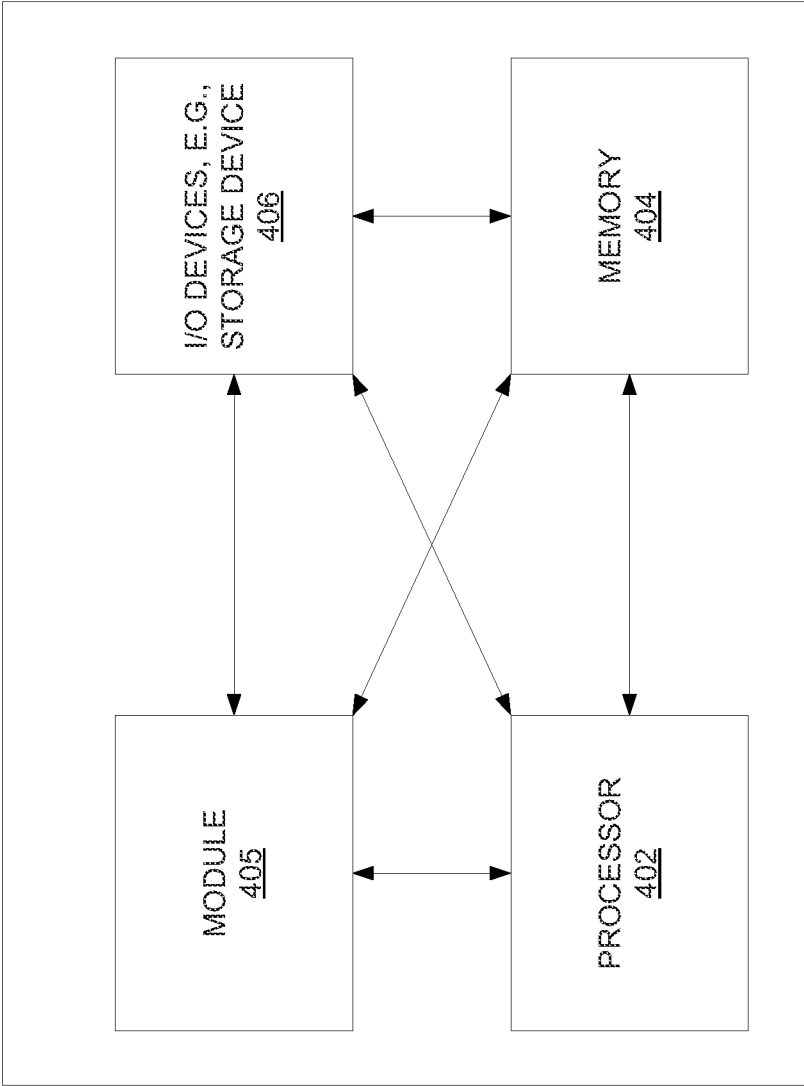 MODULE
405
I/O DEVICES, E.G.,
STORAGE DEVICE
406
PROCESSOR
402
MEMORY
404